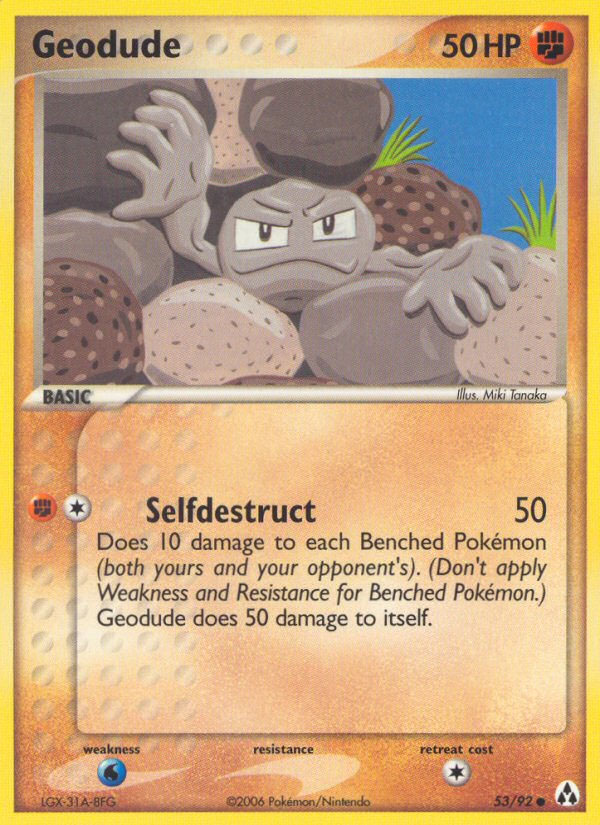 Geodude
50 HP
BASIC
Illus. Miki Tanaka
Selfdestruct 50
Does 10 damage to each Benched Pokémon
(both yours and your opponent's). (Don't apply
Weakness and Resistance for Benched Pokémon.)
Geodude does 50 damage to itself.
weakness resistance retreat cost
LGX-31A-8FG ©2006 Pokémon/Nintendo 53/92